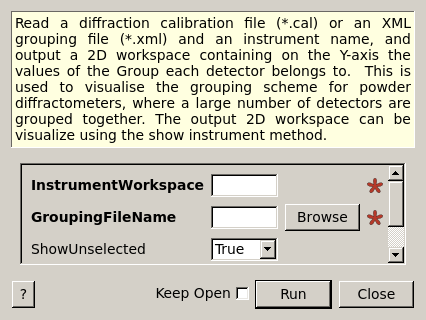 Read a diffraction calibration file (*.cal) or an XML
grouping file (*.xml) and an instrument name, and
output a 2D workspace containing on the Y-axis the
values of the Group each detector belongs to.  This is
used to visualise the grouping scheme for powder
diffractometers, where a large number of detectors are
grouped together. The output 2D workspace can be
visualize using the show instrument method.
InstrumentWorkspace
GroupingFileName Browse
ShowUnselected True
? Keep Open Run Close